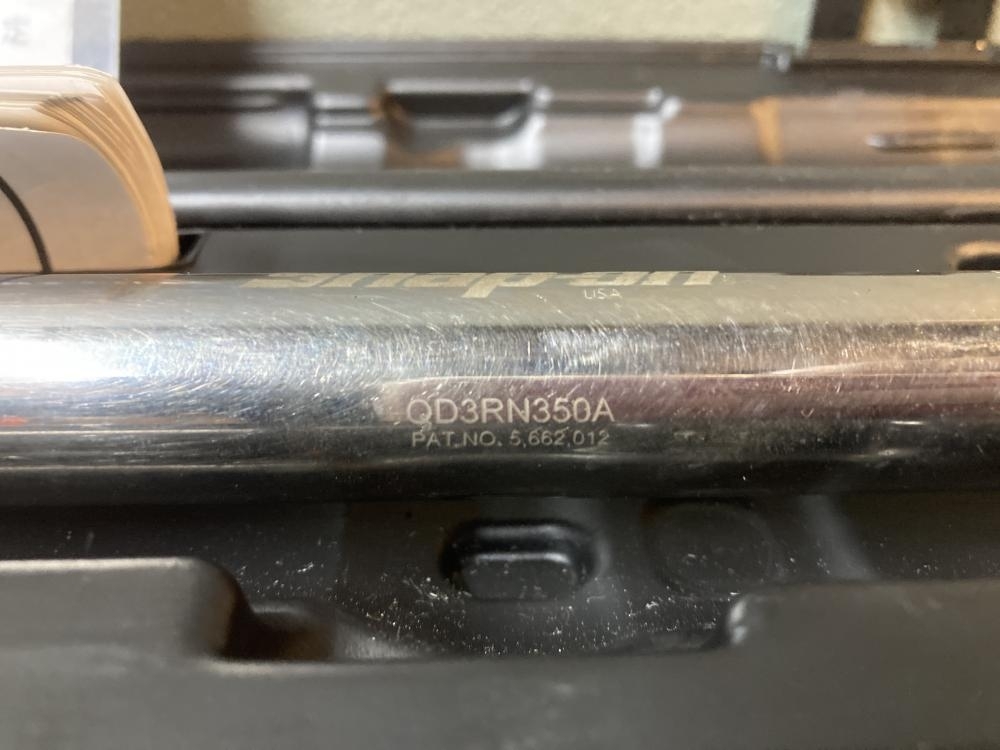 Snap-on
USA
QD3RN350A
PAT.NO. 5,662,012